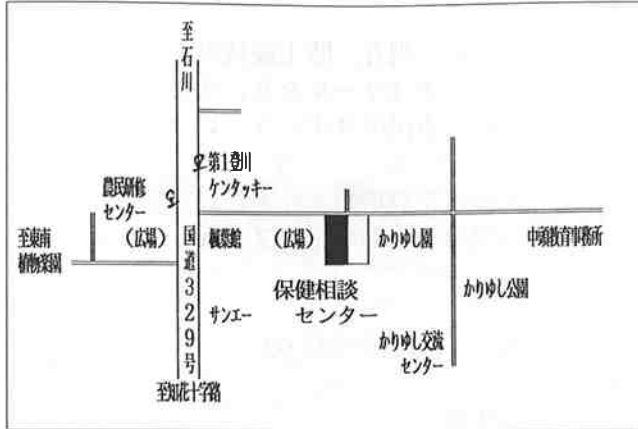 至石川
第1登川
ケンタッキー
農民研修
センター
至東南
植物楽園
（広場）
国道329号
楓葉館
（広場）
かりゆし園
中頭教育事務所
保健相談
センター
サンエー
かりゆし公園
かりゆし交流
センター
至知花十字路